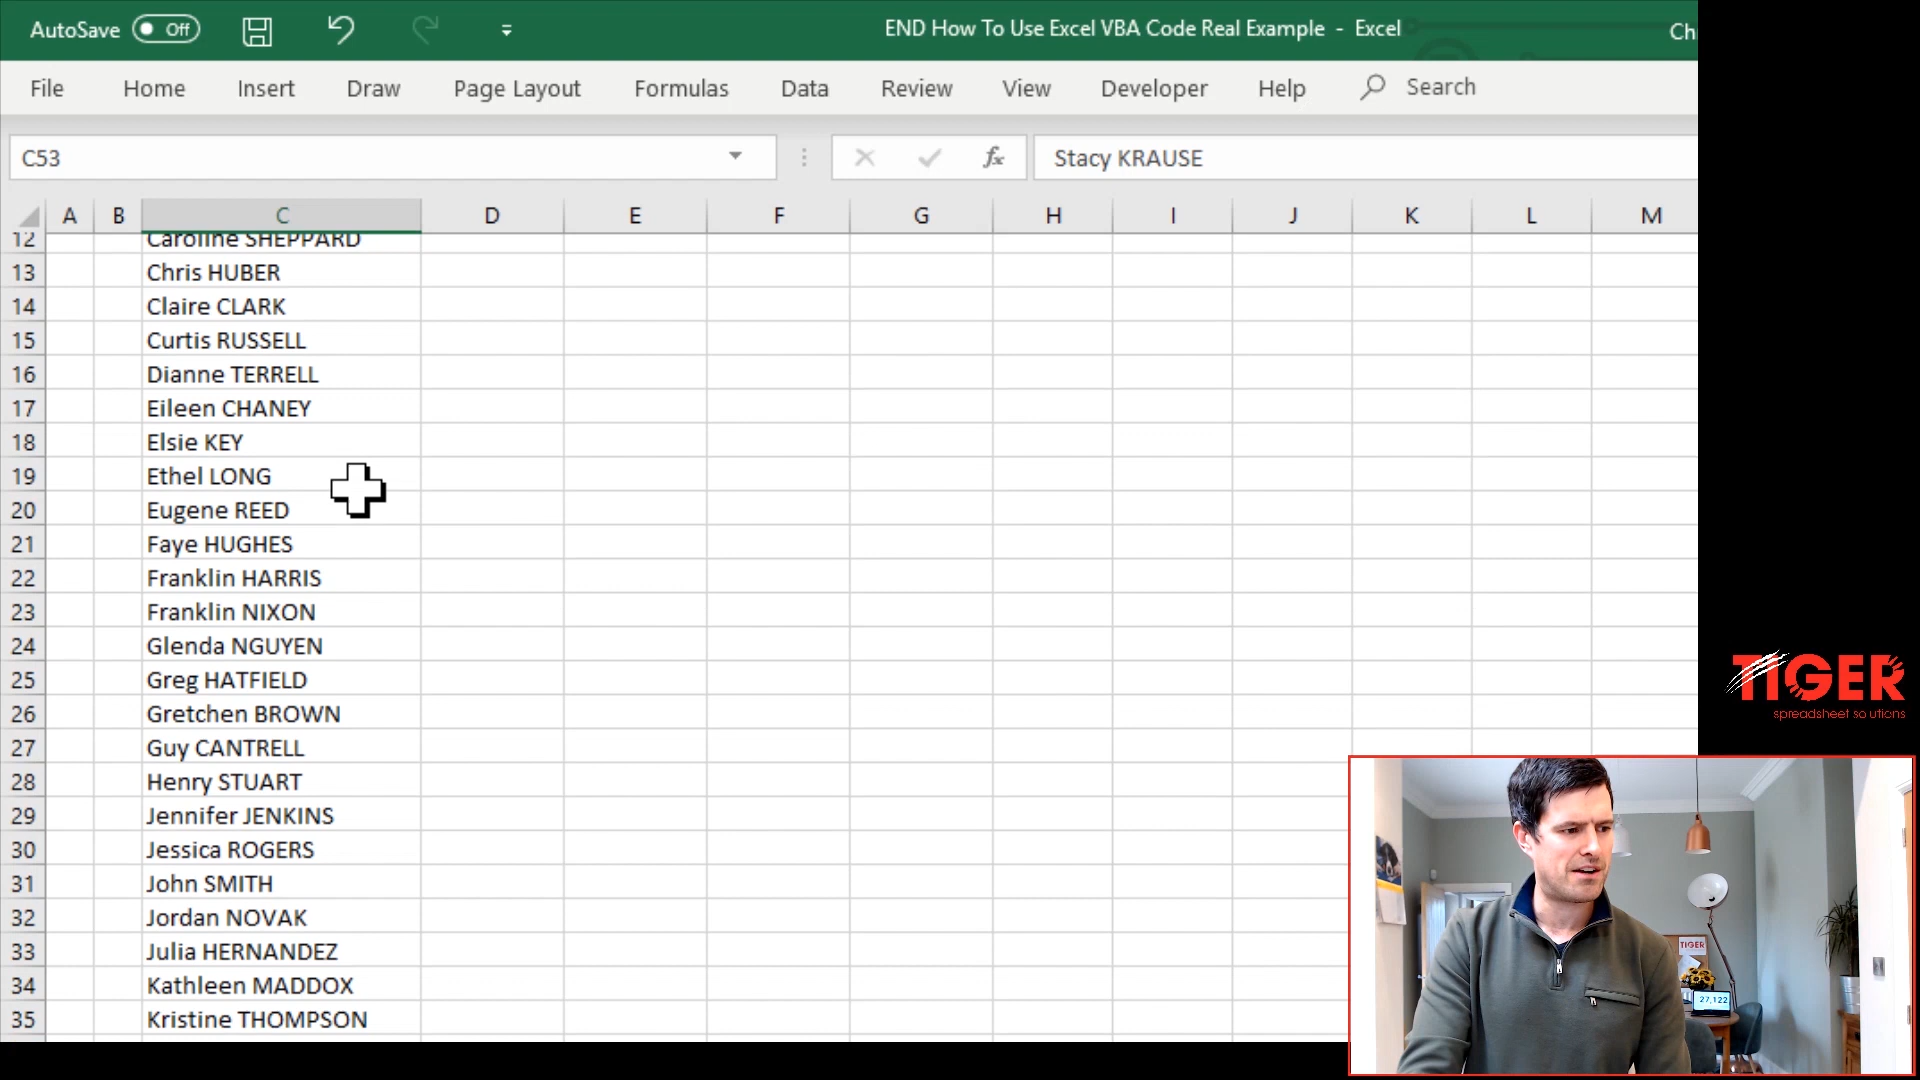 AutoSave Off END How To Use Excel VBA Code Real Example - Excel Ch
File Home Insert Draw Page Layout Formulas Data Review View Developer Help Search
C53 fx Stacy KRAUSE
A B C D E F G H I J K L M
12 Caroline SHEPPARD
13 Chris HUBER
14 Claire CLARK
15 Curtis RUSSELL
16 Dianne TERRELL
17 Eileen CHANEY
18 Elsie KEY
19 Ethel LONG
20 Eugene REED
21 Faye HUGHES
22 Franklin HARRIS
23 Franklin NIXON
24 Glenda NGUYEN
25 Greg HATFIELD
26 Gretchen BROWN
27 Guy CANTRELL
28 Henry STUART
29 Jennifer JENKINS
30 Jessica ROGERS
31 John SMITH
32 Jordan NOVAK
33 Julia HERNANDEZ
34 Kathleen MADDOX
35 Kristine THOMPSON
TIGER
spreadsheet solutions
TIGER
27,122